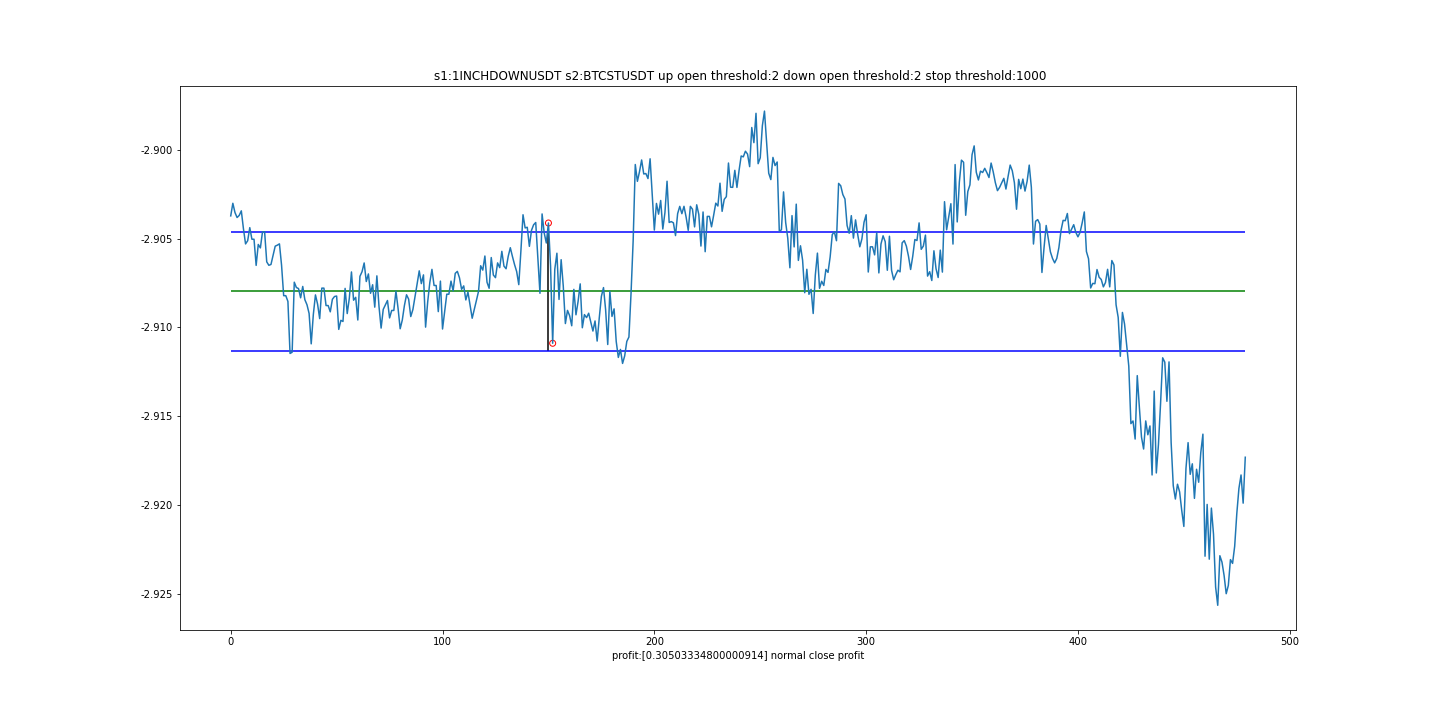 s1:1INCHDOWNUSDT s2:BTCSTUSDT up open threshold:2 down open threshold:2 stop threshold:1000
-2.900
-2.905
-2.910
-2.915
-2.920
-2.925
0 100 200 300 400 500
profit:[0.30503334800000914] normal close profit